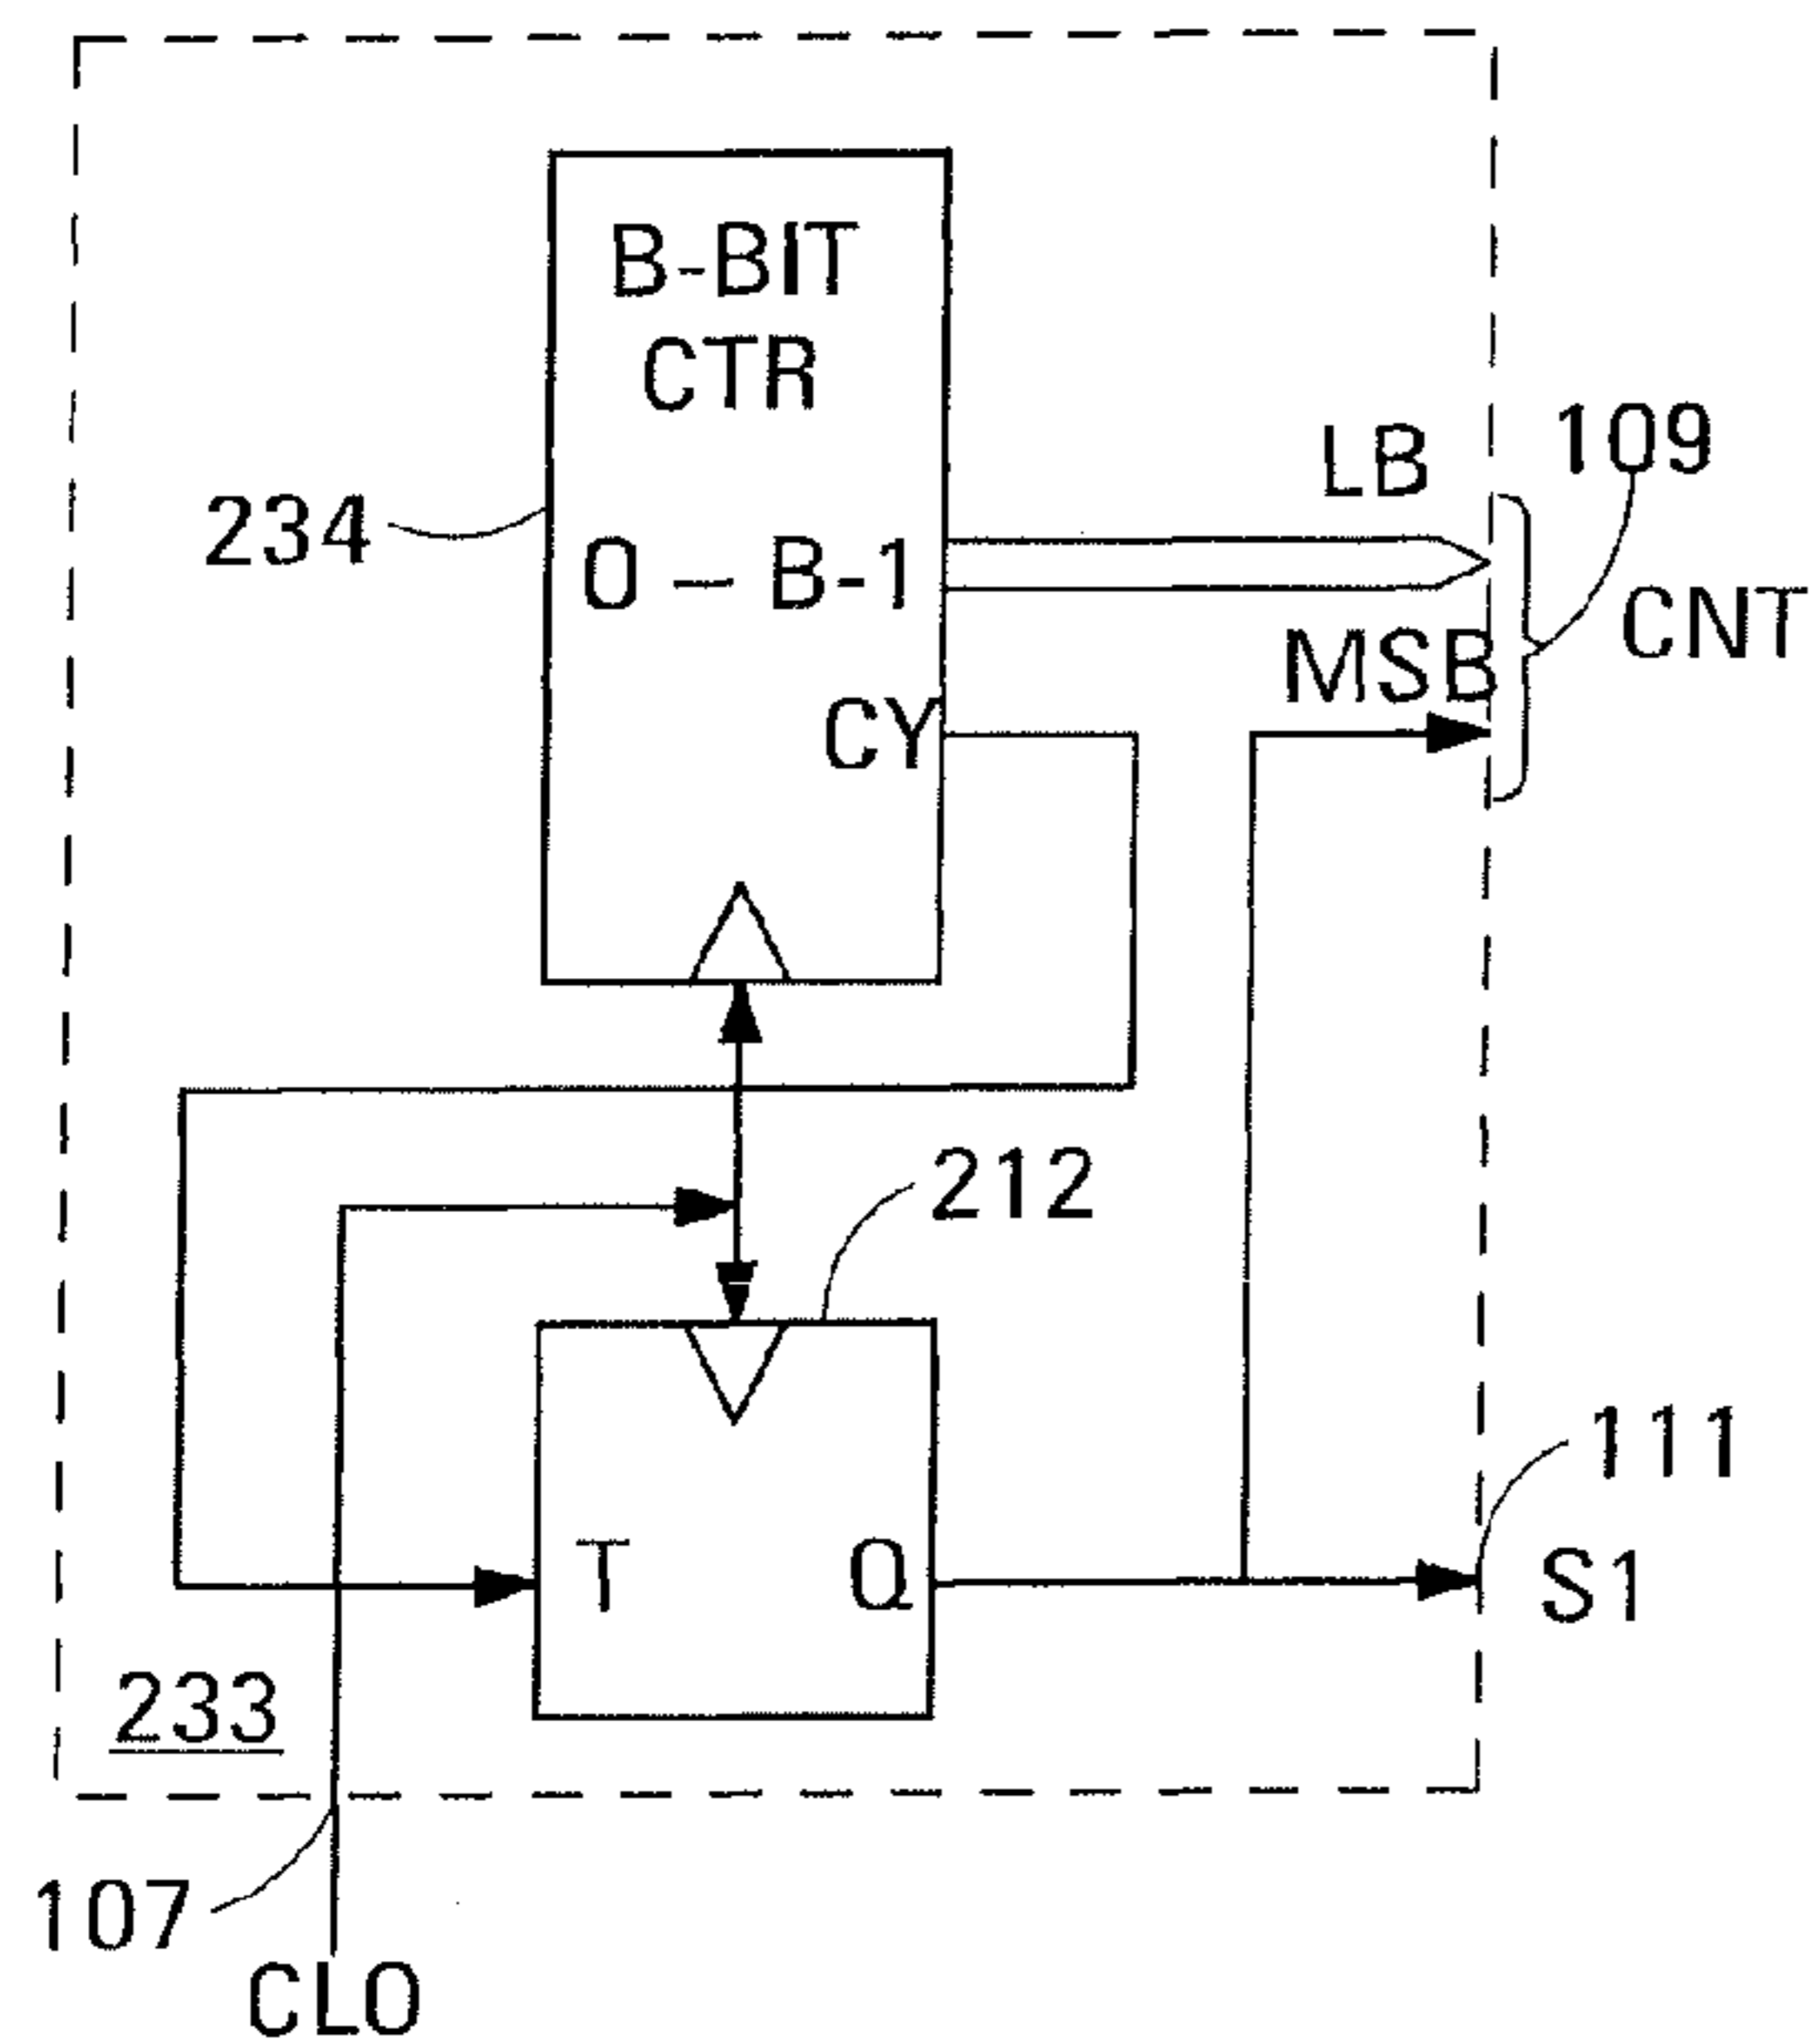 B-BIT
CTR
LB
109
234
0 – B-1
CNT
MSB
CY
212
111
T
Q
S1
233
107
CLO